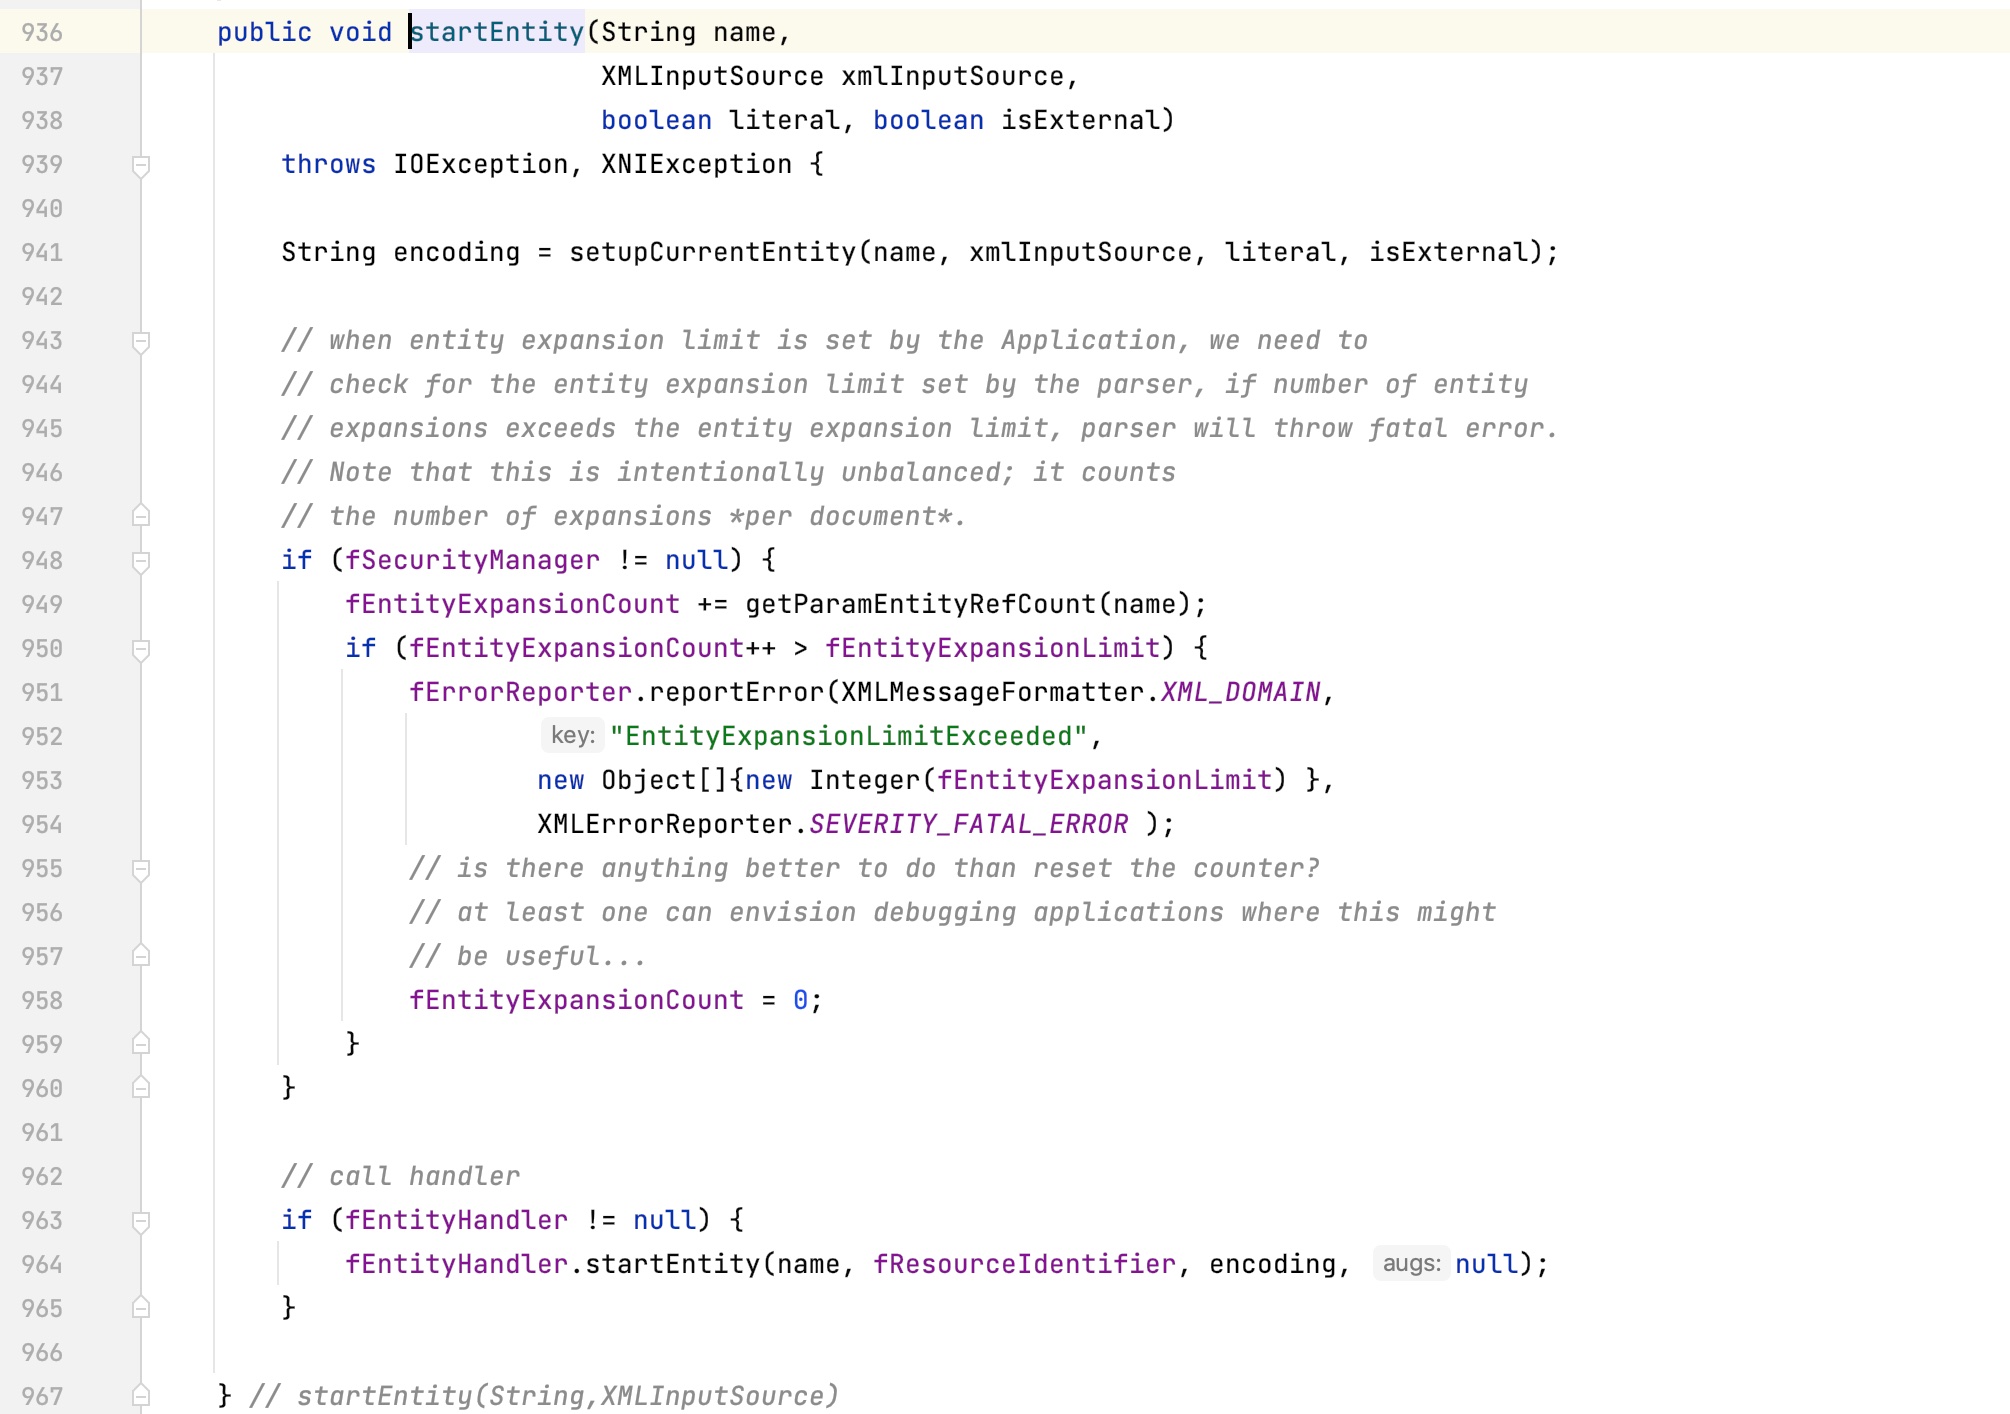 936 public void startEntity(String name,
937 XMLInputSource xmlInputSource,
938 boolean literal, boolean isExternal)
939 throws IOException, XNIException {
940
941 String encoding = setupCurrentEntity(name, xmlInputSource, literal, isExternal);
942
943 // when entity expansion limit is set by the Application, we need to
944 // check for the entity expansion limit set by the parser, if number of entity
945 // expansions exceeds the entity expansion limit, parser will throw fatal error.
946 // Note that this is intentionally unbalanced; it counts
947 // the number of expansions *per document*.
948 if (fSecurityManager != null) {
949 fEntityExpansionCount += getParamEntityRefCount(name);
950 if (fEntityExpansionCount++ > fEntityExpansionLimit) {
951 fErrorReporter.reportError(XMLMessageFormatter.XML_DOMAIN,
952 key: "EntityExpansionLimitExceeded",
953 new Object[]{new Integer(fEntityExpansionLimit) },
954 XMLErrorReporter.SEVERITY_FATAL_ERROR );
955 // is there anything better to do than reset the counter?
956 // at least one can envision debugging applications where this might
957 // be useful...
958 fEntityExpansionCount = 0;
959 }
960 }
961
962 // call handler
963 if (fEntityHandler != null) {
964 fEntityHandler.startEntity(name, fResourceIdentifier, encoding, augs: null);
965 }
966
967 } // startEntity(String,XMLInputSource)